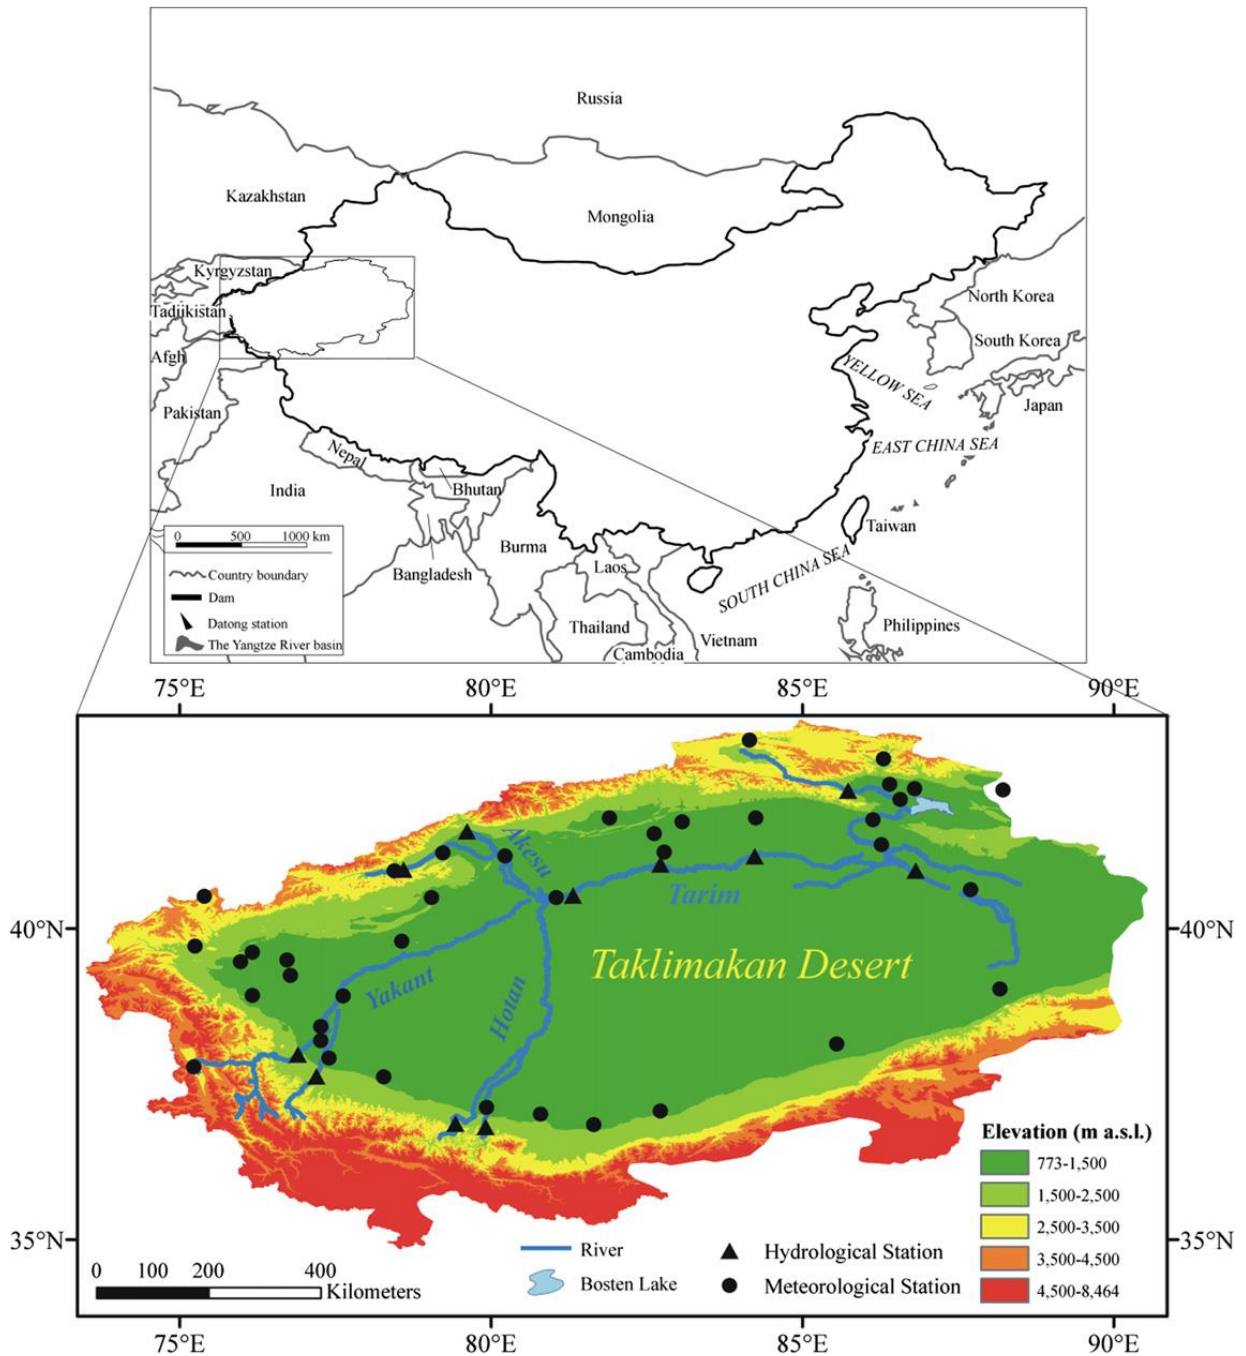 Russia
Kazakhstan
Mongolia
Kyrgyzstan
Tadjikistan
North Korea
South Korea
Afgh
YELLOW SEA
Pakistan
Japan
Nepal
EAST CHINA SEA
India
Bhutan
Taiwan
Burma
Bangladesh
Laos
SOUTH CHINA SEA
Thailand
Vietnam
Philippines
Cambodia
0 500 1000 km
Country boundary
Dam
Datong station
The Yangtze River basin
75°E 80°E 85°E 90°E
Akesu
Tarim
40°N 40°N
Taklimakan Desert
Yakant
Hotan
Elevation (m a.s.l.)
773-1,500
1,500-2,500
2,500-3,500
3,500-4,500
4,500-8,464
35°N 35°N
River
Bosten Lake
Hydrological Station
Meteorological Station
0 100 200 400
Kilometers
75°E 80°E 85°E 90°E